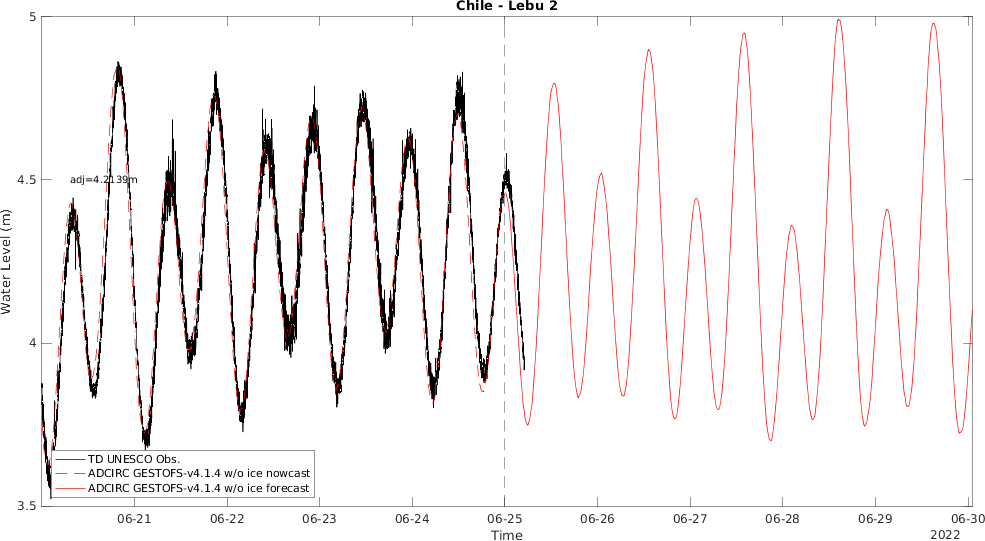 Chile - Lebu 2
5
4.5
4
3.5
Water Level (m)
adj=4.2139m
TD UNESCO Obs.
ADCIRC GESTOFS-v4.1.4 w/o ice nowcast
ADCIRC GESTOFS-v4.1.4 w/o ice forecast
06-21 06-22 06-23 06-24 06-25 06-26 06-27 06-28 06-29 06-30
Time
2022